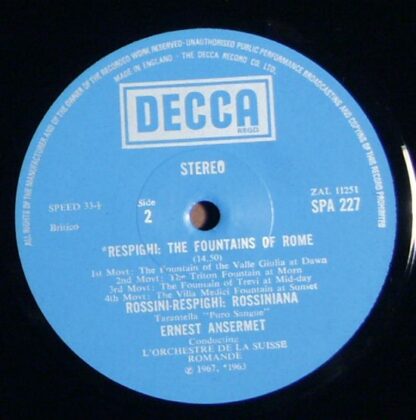 ALL RIGHTS OF THE MANUFACTURER AND OF THE OWNER OF THE RECORDED WORK RESERVED·UNAUTHORISED PUBLIC PERFORMANCE BROADCASTING AND COPYING OF THIS RECORD PROHIBITED
MADE IN ENGLAND · THE DECCA RECORD CO. LTD.
DECCA
REGD
STEREO
SPEED 33⅓
Side
2
ZAL 11251
SPA 227
Britico
*RESPIGHI: THE FOUNTAINS OF ROME
(14.50)
1st Movt: The Fountain of the Valle Giulia at Dawn
2nd Movt: The Triton Fountain at Morn
3rd Movt: The Fountain of Trevi at Mid-day
4th Movt: The Villa Medici Fountain at Sunset
ROSSINI-RESPIGHI: ROSSINIANA
Tarantella "Puro Sangue"
ERNEST ANSERMET
Conducting
L'ORCHESTRE DE LA SUISSE
ROMANDE
℗ 1967, *1963